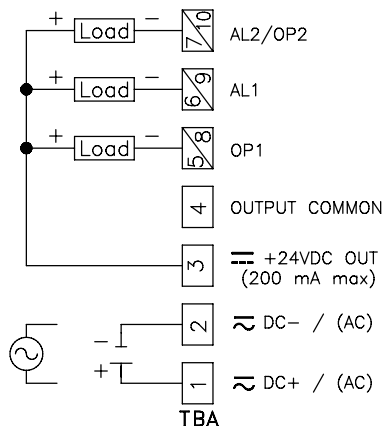 + Load − 7/10 AL2/OP2
+ Load − 6/9 AL1
+ Load − 5/8 OP1
4 OUTPUT COMMON
3 +24VDC OUT
(200 mA max)
− 2 DC− / (AC)
+ 1 DC+ / (AC)
TBA